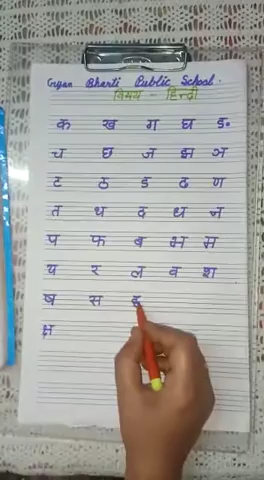 Gyan Bharti Public School.
विषय - हिन्दी
क ख ग घ ङ
च छ ज झ ञ
ट ठ ड ढ ण
त थ द ध न
प फ ब भ म
य र ल व श
ष स ह
क्ष